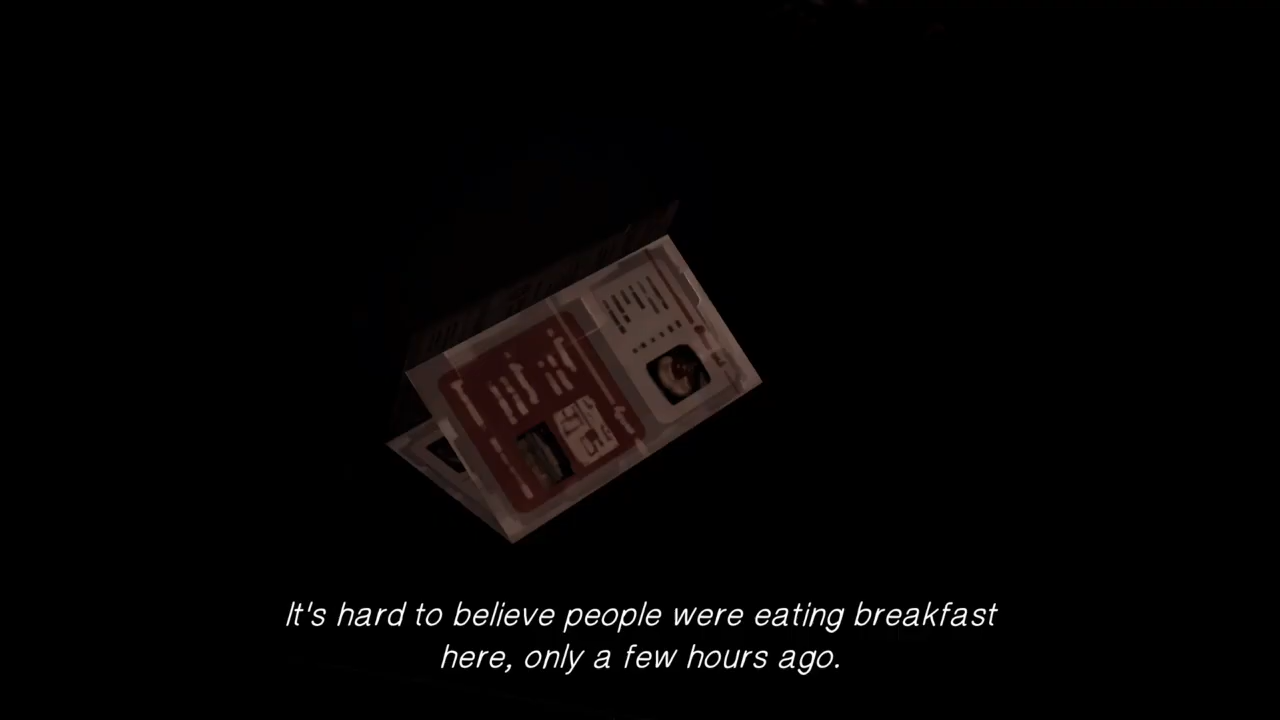 It's hard to believe people were eating breakfast
here, only a few hours ago.